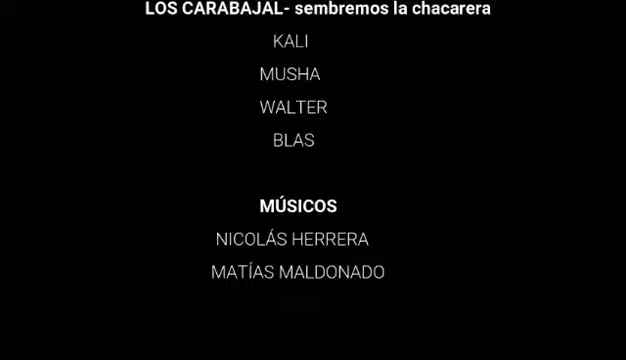 LOS CARABAJAL- sembremos la chacarera
KALI
MUSHA
WALTER
BLAS
MÚSICOS
NICOLÁS HERRERA
MATÍAS MALDONADO